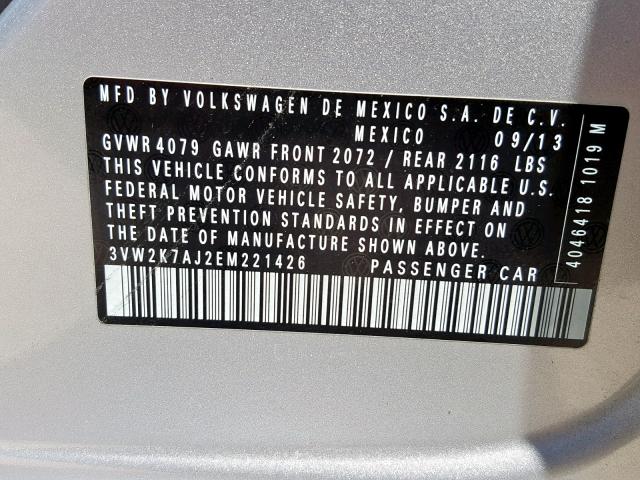 MFD BY VOLKSWAGEN DE MEXICO S.A. DE C.V.
MEXICO 09/13
GVWR 4079 GAWR FRONT 2072 / REAR 2116 LBS
THIS VEHICLE CONFORMS TO ALL APPLICABLE U.S.
FEDERAL MOTOR VEHICLE SAFETY, BUMPER AND
THEFT PREVENTION STANDARDS IN EFFECT ON
DATE OF MANUFACTURE SHOWN ABOVE.
3VW2K7AJ2EM221426 PASSENGER CAR
4046418 1019 M